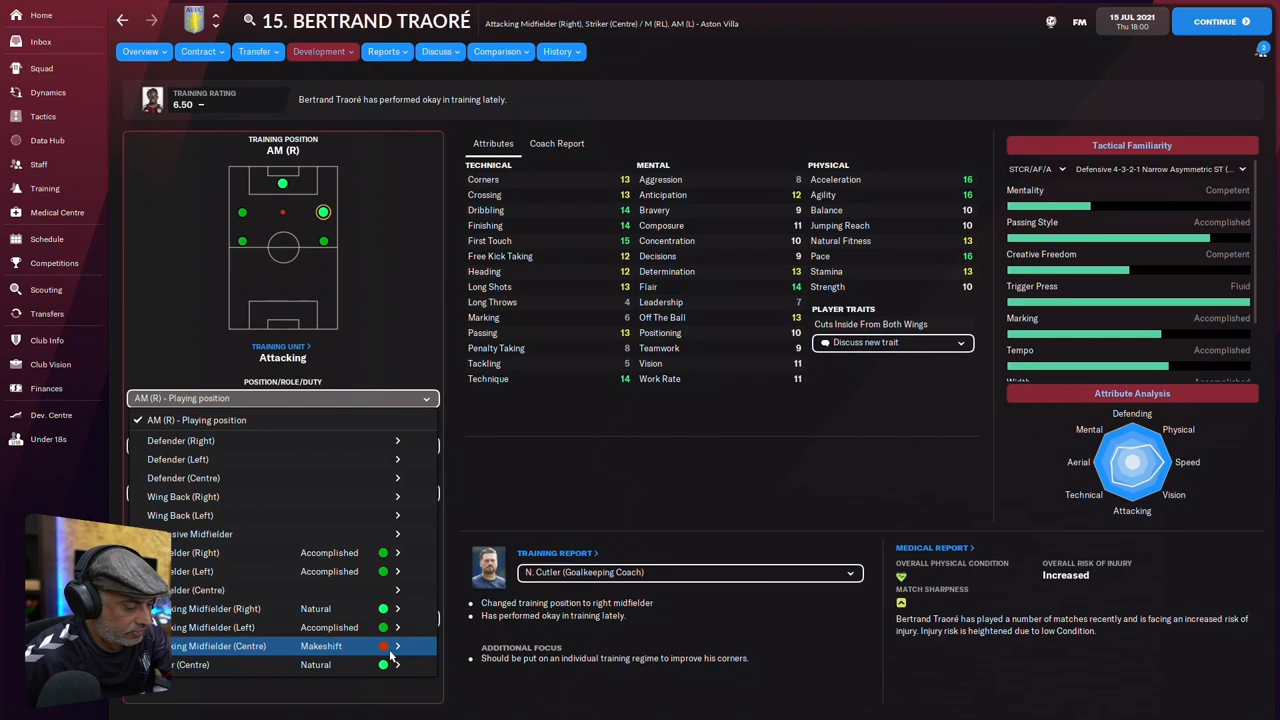 Home
Inbox
Squad
Dynamics
Tactics
Data Hub
Staff
Training
Medical Centre
Schedule
Competitions
Scouting
Transfers
Club Info
Club Vision
Finances
Dev. Centre
Under 18s
15. BERTRAND TRAORÉ
Attacking Midfielder (Right), Striker (Centre) / M (RL), AM (L) - Aston Villa
FM
15 JUL 2021
Thu 18:00
CONTINUE
2
Overview
Contract
Transfer
Development
Reports
Discuss
Comparison
History
TRAINING RATING
6.50 –
Bertrand Traoré has performed okay in training lately.
TRAINING POSITION
AM (R)
TRAINING UNIT
Attacking
POSITION/ROLE/DUTY
AM (R) - Playing position
AM (R) - Playing position
Defender (Right)
Defender (Left)
Defender (Centre)
Wing Back (Right)
Wing Back (Left)
ensive Midfielder
elder (Right) Accomplished
elder (Left) Accomplished
elder (Centre)
king Midfielder (Right) Natural
king Midfielder (Left) Accomplished
king Midfielder (Centre) Makeshift
r (Centre) Natural
Attributes
Coach Report
TECHNICAL
Corners 13
Crossing 13
Dribbling 14
Finishing 14
First Touch 15
Free Kick Taking 12
Heading 12
Long Shots 13
Long Throws 4
Marking 6
Passing 13
Penalty Taking 8
Tackling 5
Technique 14
MENTAL
Aggression 8
Anticipation 12
Bravery 9
Composure 11
Concentration 10
Decisions 9
Determination 13
Flair 14
Leadership 7
Off The Ball 13
Positioning 10
Teamwork 9
Vision 11
Work Rate 11
PHYSICAL
Acceleration 16
Agility 16
Balance 10
Jumping Reach 10
Natural Fitness 13
Pace 16
Stamina 13
Strength 10
PLAYER TRAITS
Cuts Inside From Both Wings
Discuss new trait
Tactical Familiarity
STCR/AF/A
Defensive 4-3-2-1 Narrow Asymmetric ST (...
Mentality Competent
Passing Style Accomplished
Creative Freedom Competent
Trigger Press Fluid
Marking Accomplished
Tempo Accomplished
Width Accomplished
Attribute Analysis
Defending
Mental
Physical
Aerial
Speed
Technical
Vision
Attacking
TRAINING REPORT
N. Cutler (Goalkeeping Coach)
• Changed training position to right midfielder
• Has performed okay in training lately.
ADDITIONAL FOCUS
• Should be put on an individual training regime to improve his corners.
MEDICAL REPORT
OVERALL PHYSICAL CONDITION
OVERALL RISK OF INJURY
Increased
MATCH SHARPNESS
Bertrand Traoré has played a number of matches recently and is facing an increased risk of
injury. Injury risk is heightened due to low Condition.